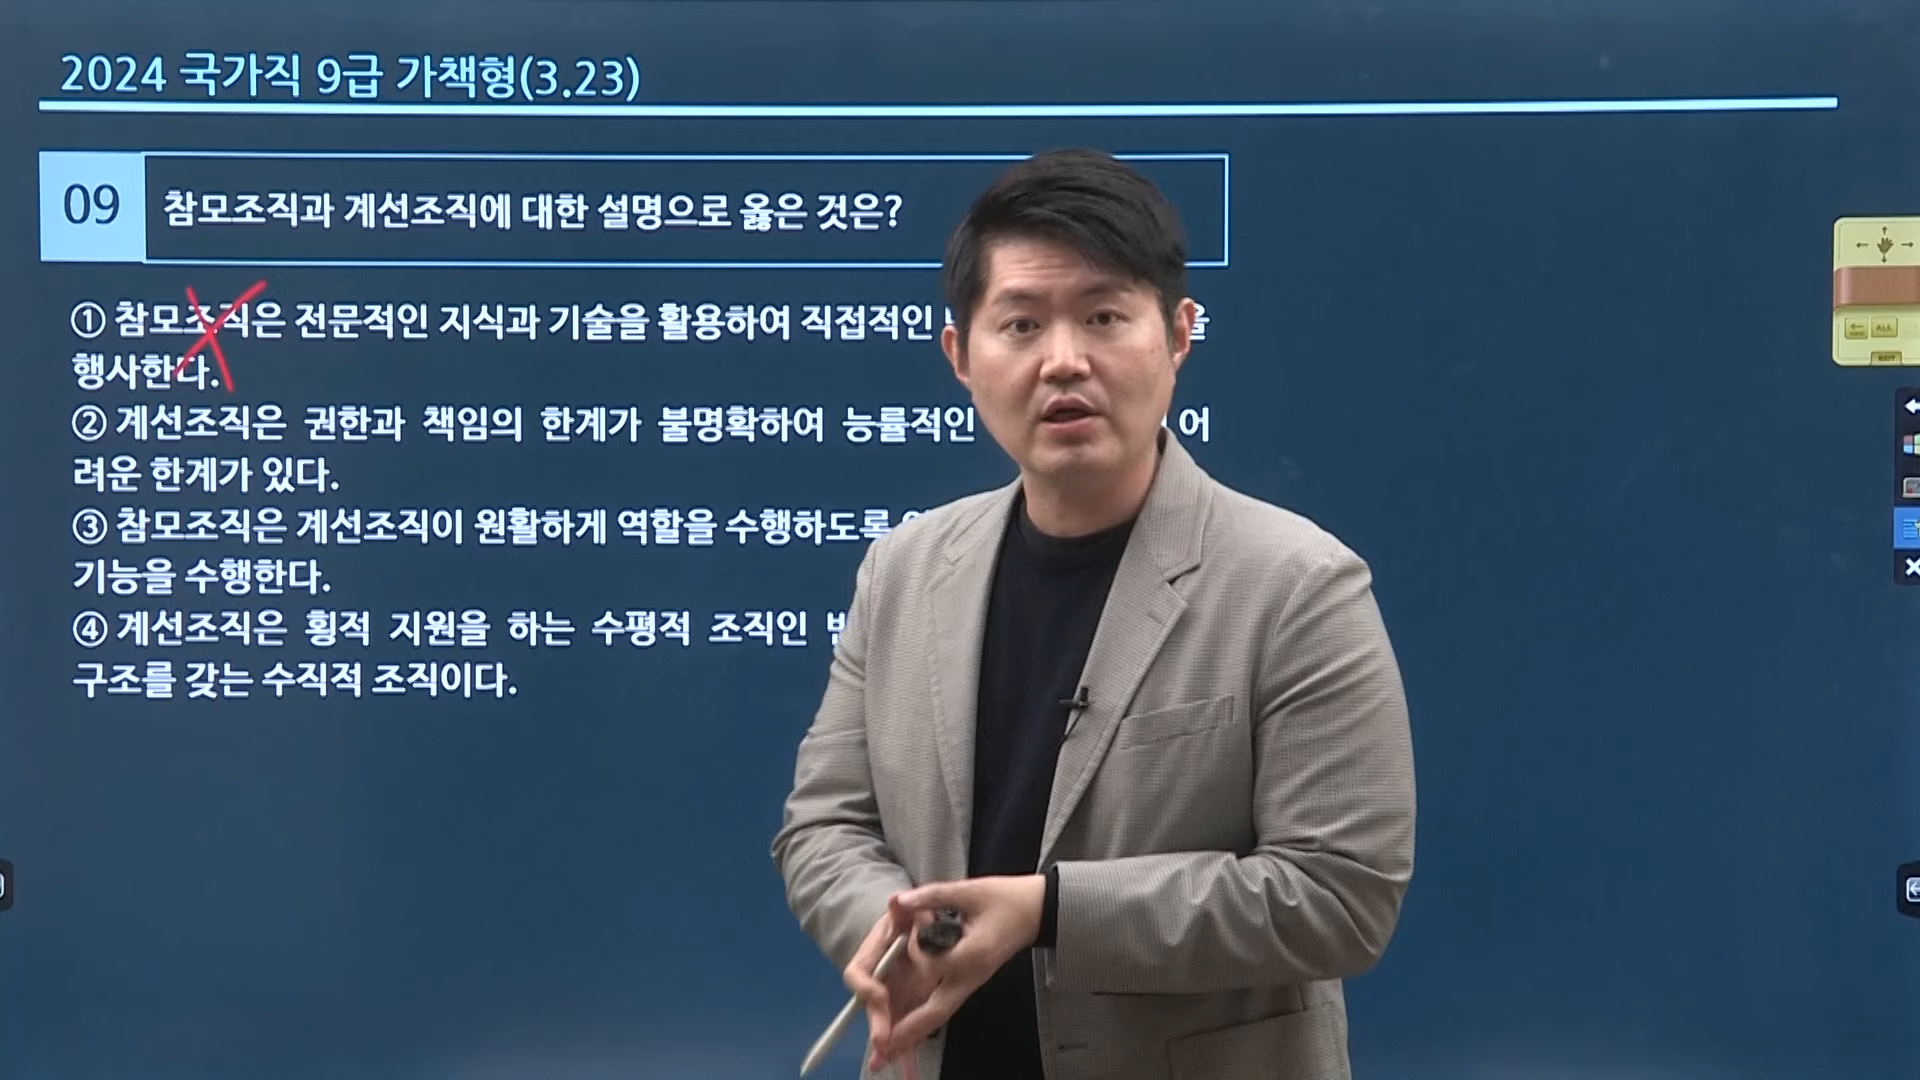 2024 국가직 9급 가책형(3.23)
09 참모조직과 계선조직에 대한 설명으로 옳은 것은?
① 참모조직은 전문적인 지식과 기술을 활용하여 직접적인 을
행사한다.
② 계선조직은 권한과 책임의 한계가 불명확하여 능률적인 어
려운 한계가 있다.
③ 참모조직은 계선조직이 원활하게 역할을 수행하도록
기능을 수행한다.
④ 계선조직은 횡적 지원을 하는 수평적 조직인
구조를 갖는 수직적 조직이다.
ALL
EXIT